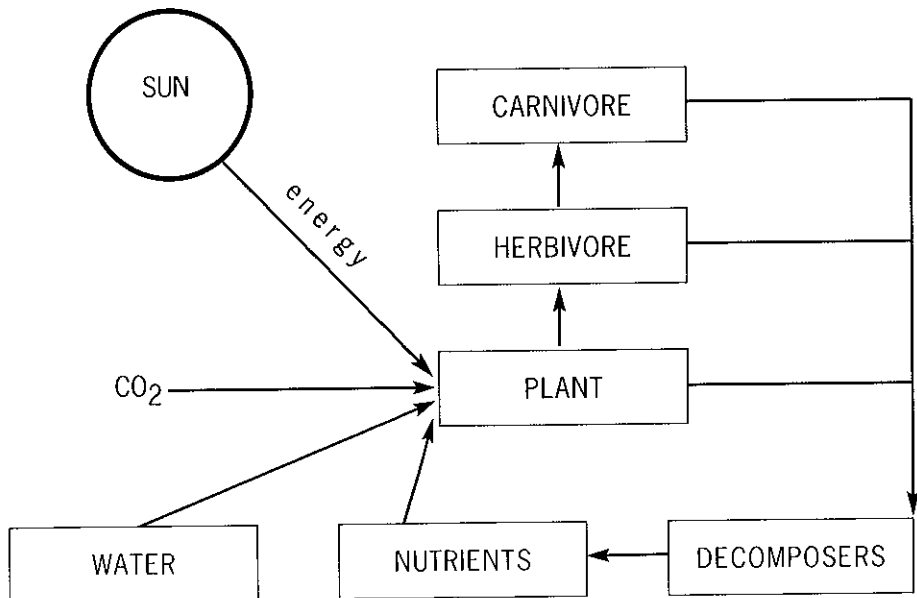 SUN
CARNIVORE
energy
HERBIVORE
CO₂
PLANT
WATER
NUTRIENTS
DECOMPOSERS